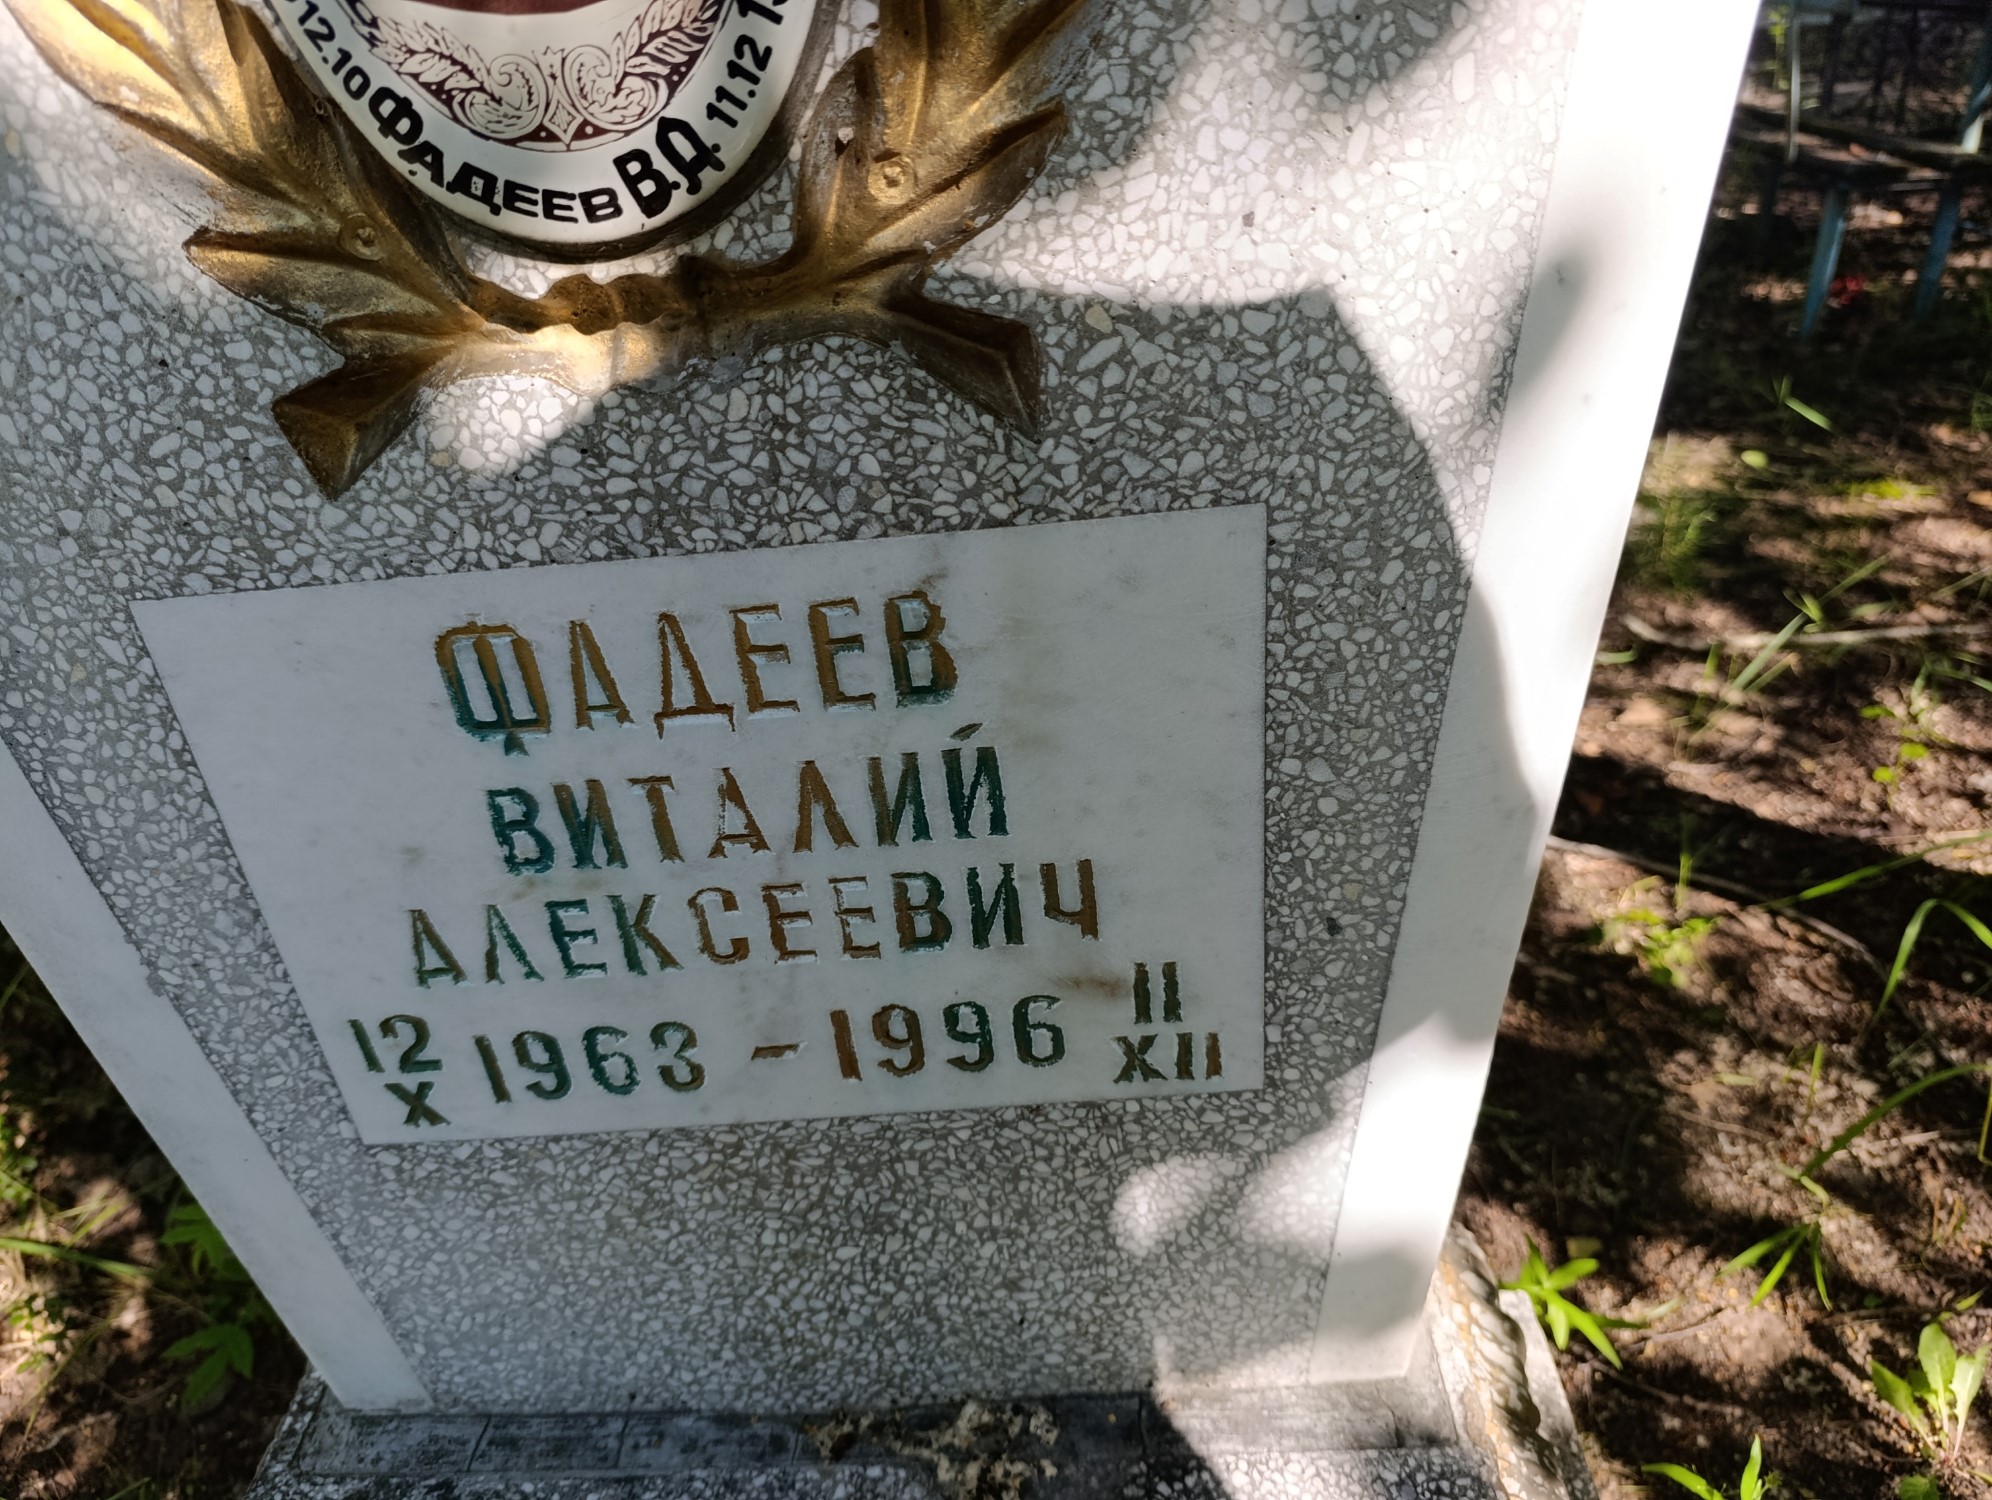 12.10 ФАДЕЕВ В.А. 11.12
ФАДЕЕВ
ВИТАЛИЙ
АЛЕКСЕЕВИЧ
12 X 1963 - 1996 11 XII